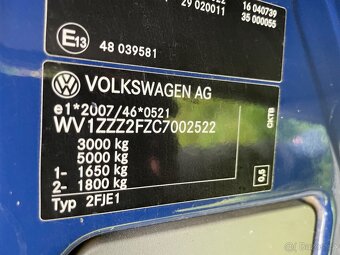 29 020011
16 040739
35 000055
E13
48 039581
VOLKSWAGEN AG
e1*2007/46*0521
WV1ZZZ2FZC7002522
3000 kg
5000 kg
1- 1650 kg
2- 1800 kg
Typ 2FJE1
CKTB
0,5